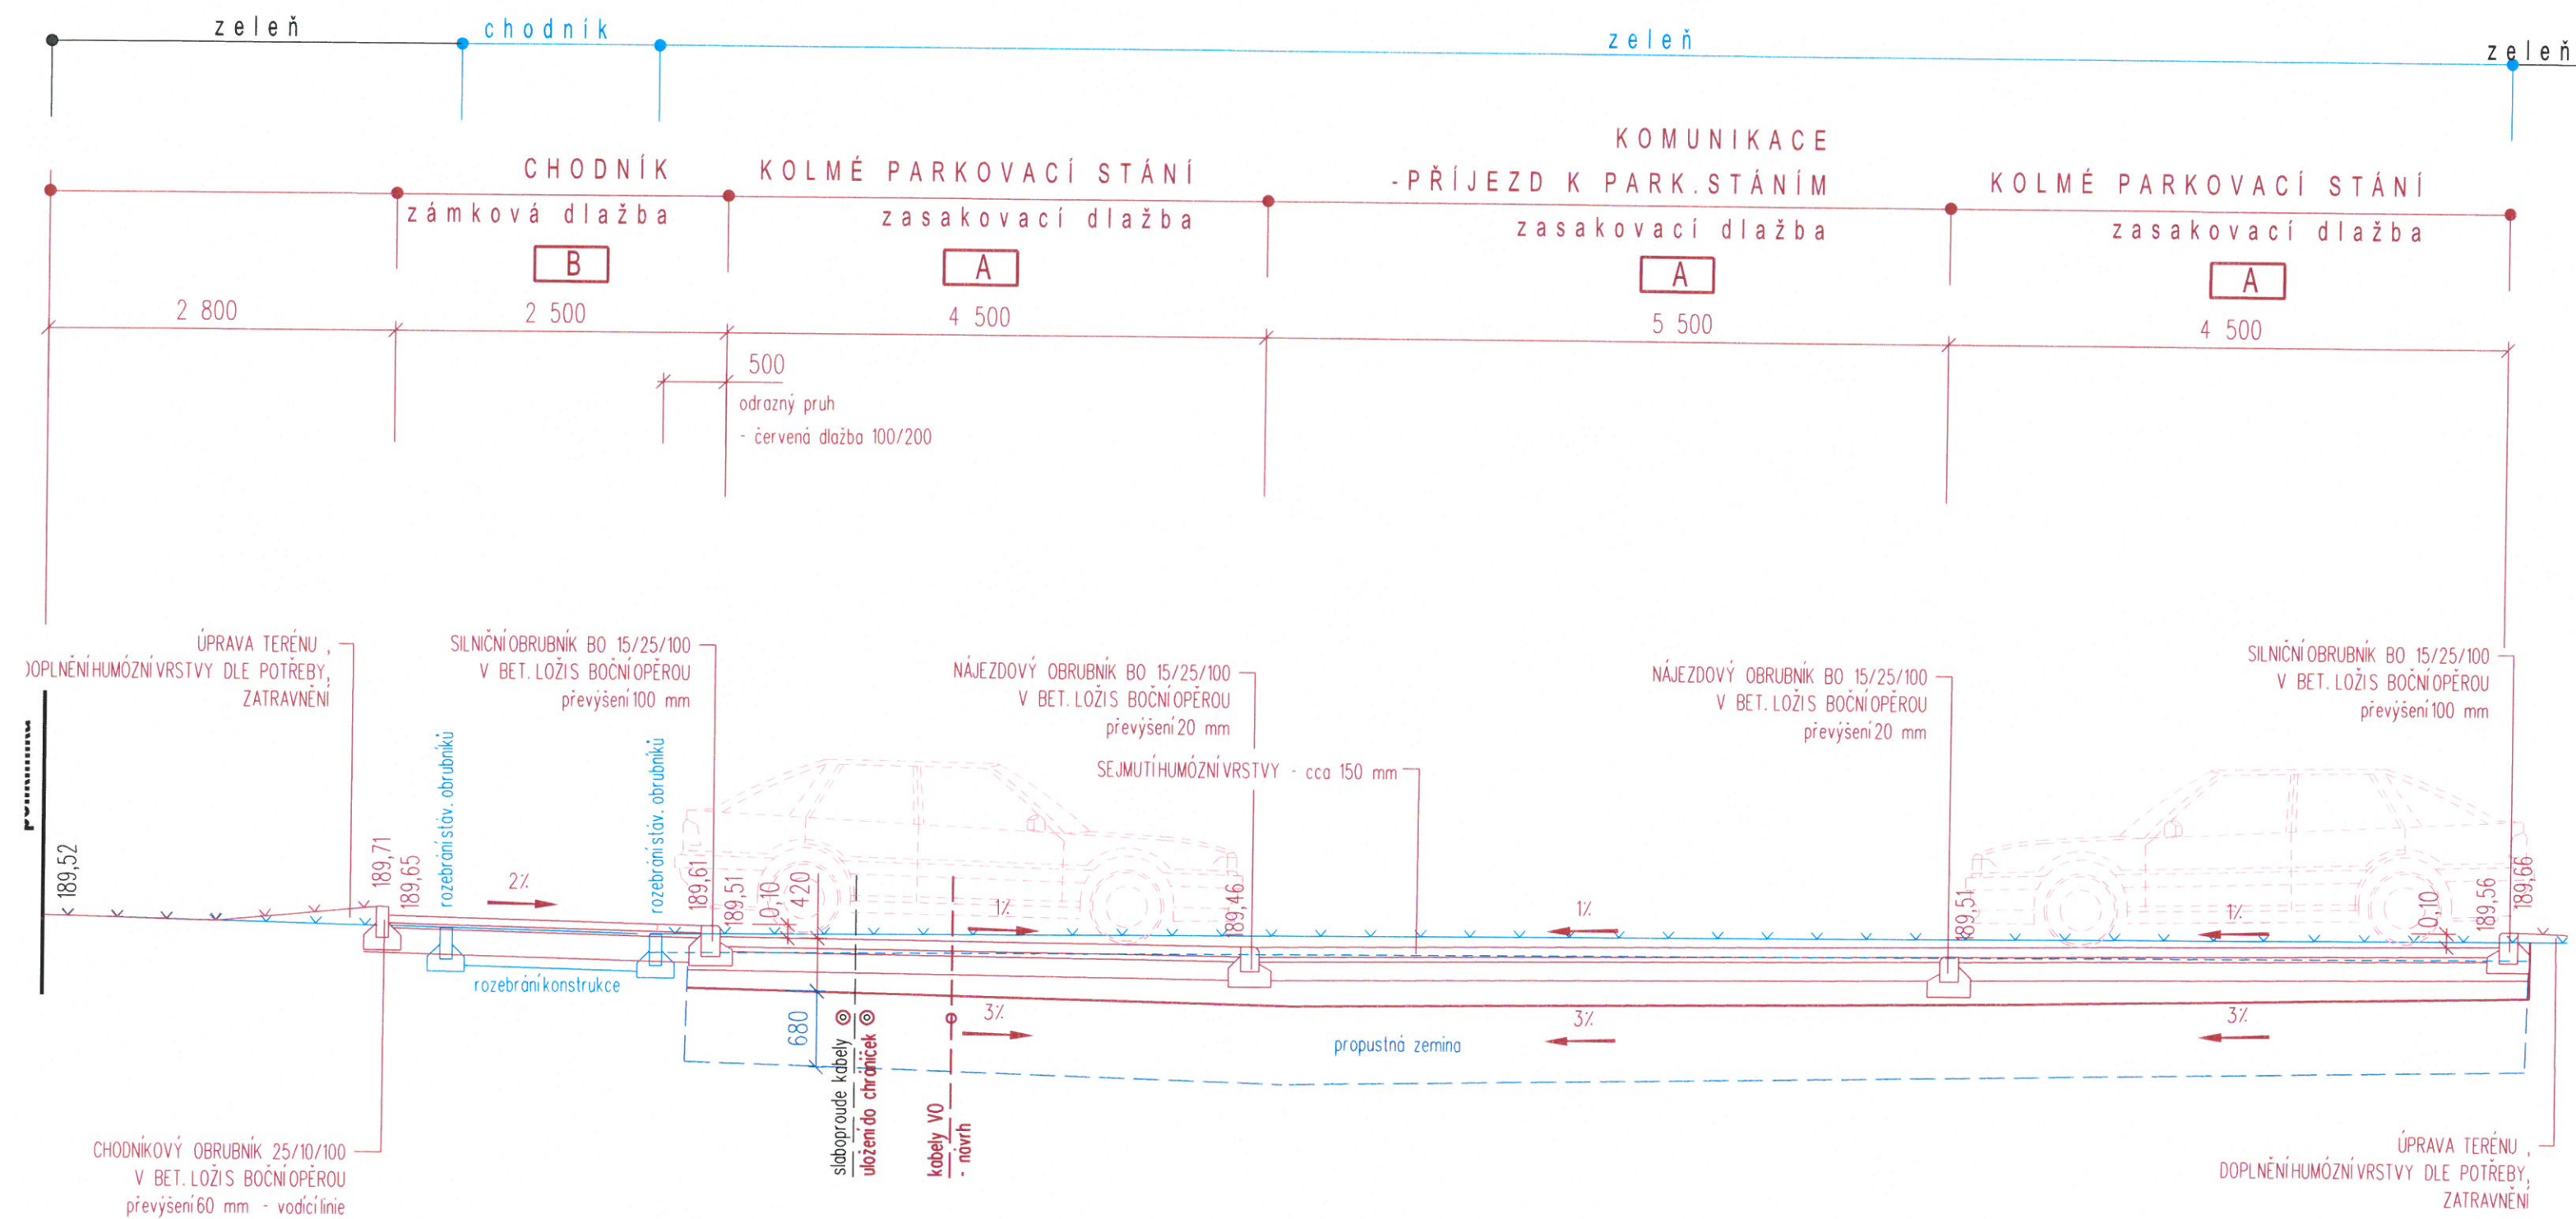 zeleň
chodník
zeleň
zeleň
CHODNÍK
zámková dlažba
B
KOLMÉ PARKOVACÍ STÁNÍ
zasakovací dlažba
A
KOMUNIKACE
-PŘÍJEZD K PARK.STÁNÍM
zasakovací dlažba
A
KOLMÉ PARKOVACÍ STÁNÍ
zasakovací dlažba
A
2 800
2 500
4 500
5 500
4 500
500
odrazný pruh
- červená dlažba 100/200
ÚPRAVA TERÉNU ,
DOPLNĚNÍ HUMÓZNÍ VRSTVY DLE POTŘEBY,
ZATRAVNĚNÍ
SILNIČNÍ OBRUBNÍK BO 15/25/100
V BET. LOŽI S BOČNÍ OPĚROU
převýšení 100 mm
NÁJEZDOVÝ OBRUBNÍK BO 15/25/100
V BET. LOŽI S BOČNÍ OPĚROU
převýšení 20 mm
SEJMUTÍ HUMÓZNÍ VRSTVY - cca 150 mm
NÁJEZDOVÝ OBRUBNÍK BO 15/25/100
V BET. LOŽI S BOČNÍ OPĚROU
převýšení 20 mm
SILNIČNÍ OBRUBNÍK BO 15/25/100
V BET. LOŽI S BOČNÍ OPĚROU
převýšení 100 mm
189,52
189,71
189,65
rozebrání stáv. obrubníků
2%
rozebrání stáv. obrubníků
189,61
189,51
0,10
420
1%
189,46
1%
189,51
1%
0,10
189,56
189,66
rozebrání konstrukce
680
slaboproude kabely
uložení do chrániček
kabely VO
- návrh
3%
3%
3%
propustná zemina
CHODNÍKOVÝ OBRUBNÍK 25/10/100
V BET. LOŽI S BOČNÍ OPĚROU
převýšení 60 mm - vodící linie
ÚPRAVA TERÉNU ,
DOPLNĚNÍ HUMÓZNÍ VRSTVY DLE POTŘEBY,
ZATRAVNĚNÍ